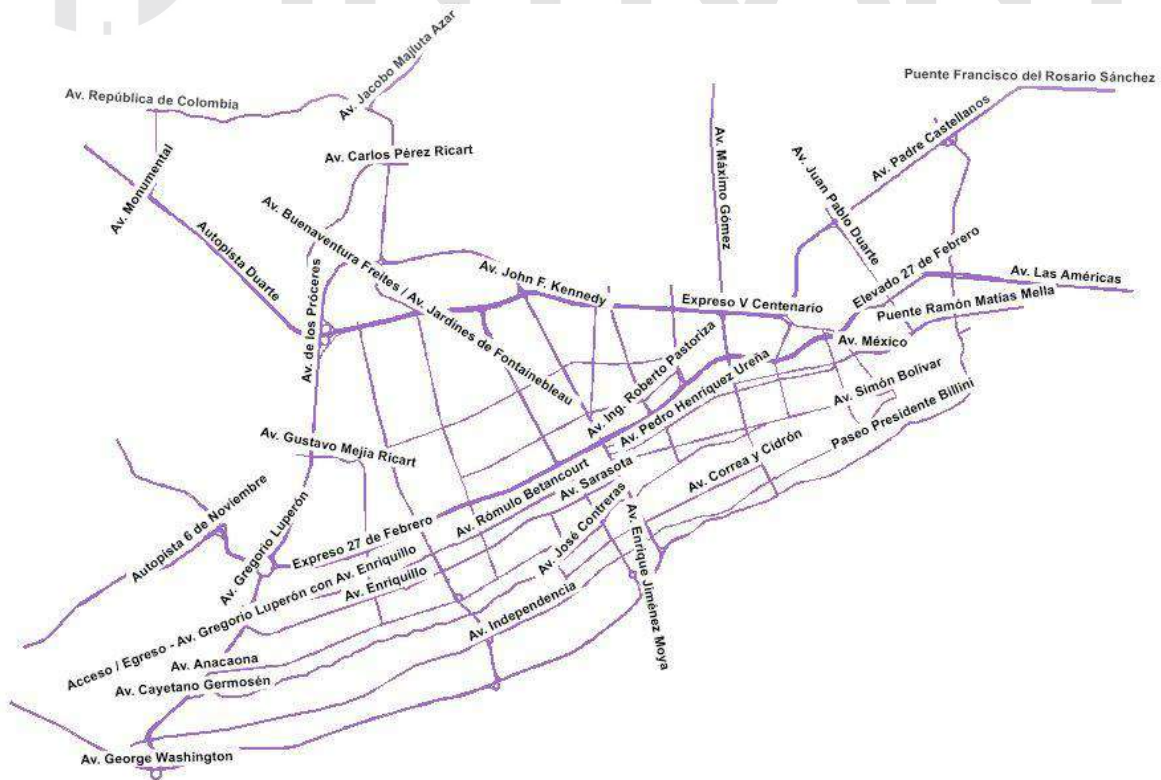 Av. Jacobo Majluta Azar
Puente Francisco del Rosario Sánchez
Av. República de Colombia
Av. Padre Castellanos
Av. Carlos Pérez Ricart
Av. Máximo Gómez
Av. Juan Pablo Duarte
Av. Monumental
Av. Buenaventura Freites / Av. Jardines de Fontainebleau
Autopista Duarte
Elevado 27 de Febrero
Av. John F. Kennedy
Av. Las Américas
Expreso V Centenario
Puente Ramón Matías Mella
Av. de los Próceres
Av. México
Av. Ing. Roberto Pastoriza
Av. Pedro Henríquez Ureña
Av. Simón Bolívar
Paseo Presidente Billini
Av. Gustavo Mejía Ricart
Av. Correa y Cidrón
Av. Sarasota
Av. Rómulo Betancourt
Autopista 6 de Noviembre
Av. Gregorio Luperón
Expreso 27 de Febrero
Av. José Contreras
Av. Enrique Jiménez Moya
Acceso / Egreso - Av. Gregorio Luperón con Av. Enriquillo
Av. Enriquillo
Av. Independencia
Av. Anacaona
Av. Cayetano Germosén
Av. George Washington